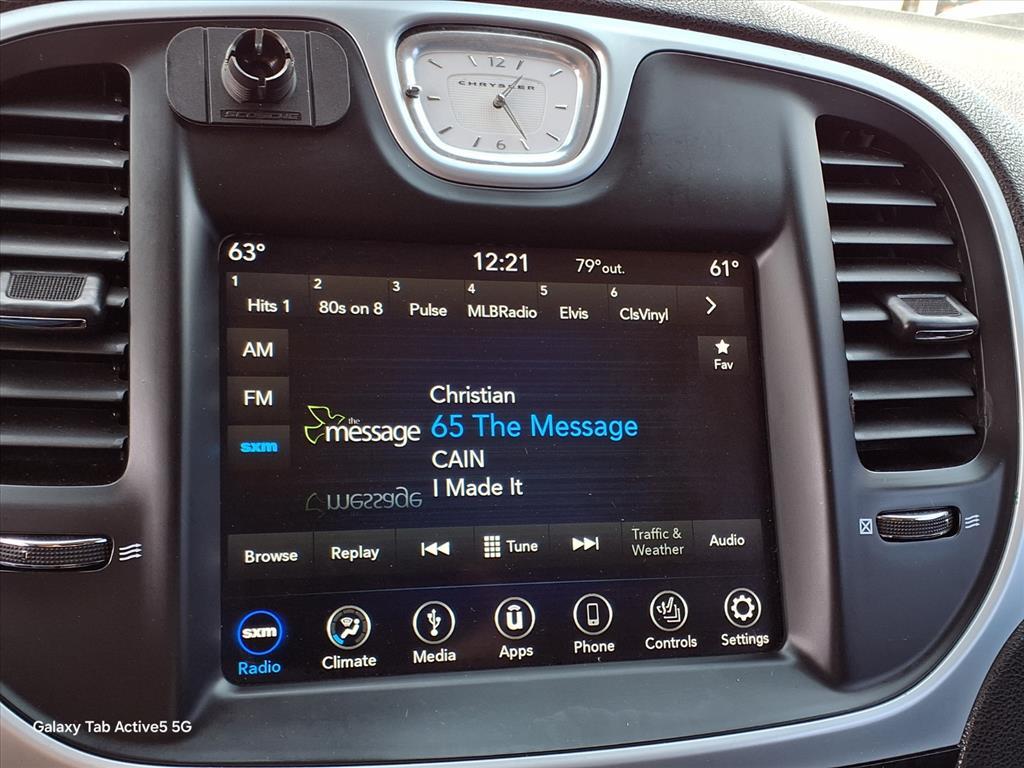 SCOSCHE
12
CHRYSLER
6
63° 12:21 79°out. 61°
1 Hits 1
2 80s on 8
3 Pulse
4 MLBRadio
5 Elvis
6 ClsVinyl
AM
FM
sxm
Fav
the
message
Christian
65 The Message
CAIN
I Made It
message
Browse
Replay
Tune
Traffic &
Weather
Audio
sxm
Radio
Climate
Media
Apps
Phone
Controls
Settings
Galaxy Tab Active5 5G